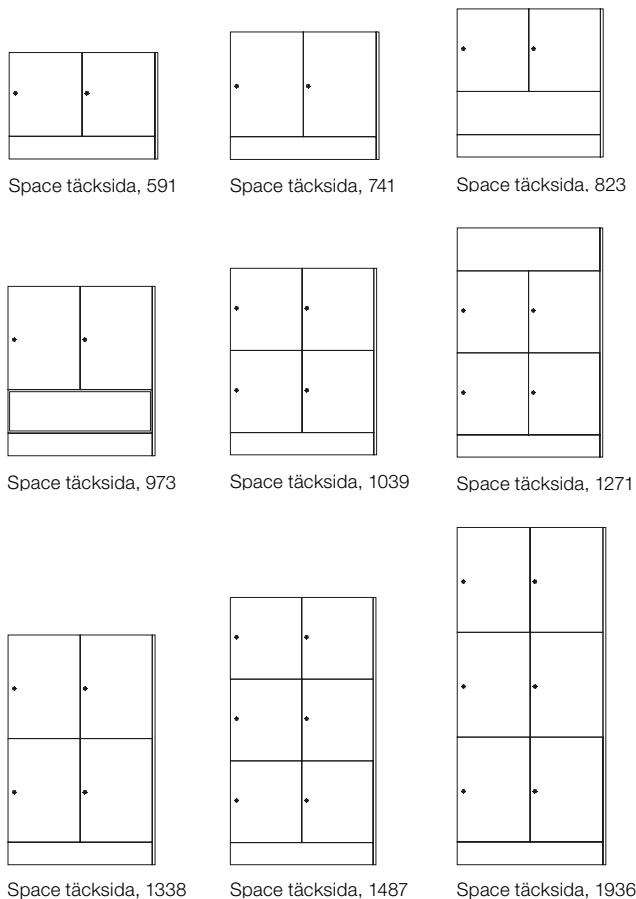 Space täcksida, 591
Space täcksida, 741
Space täcksida, 823
Space täcksida, 973
Space täcksida, 1039
Space täcksida, 1271
Space täcksida, 1338
Space täcksida, 1487
Space täcksida, 1936